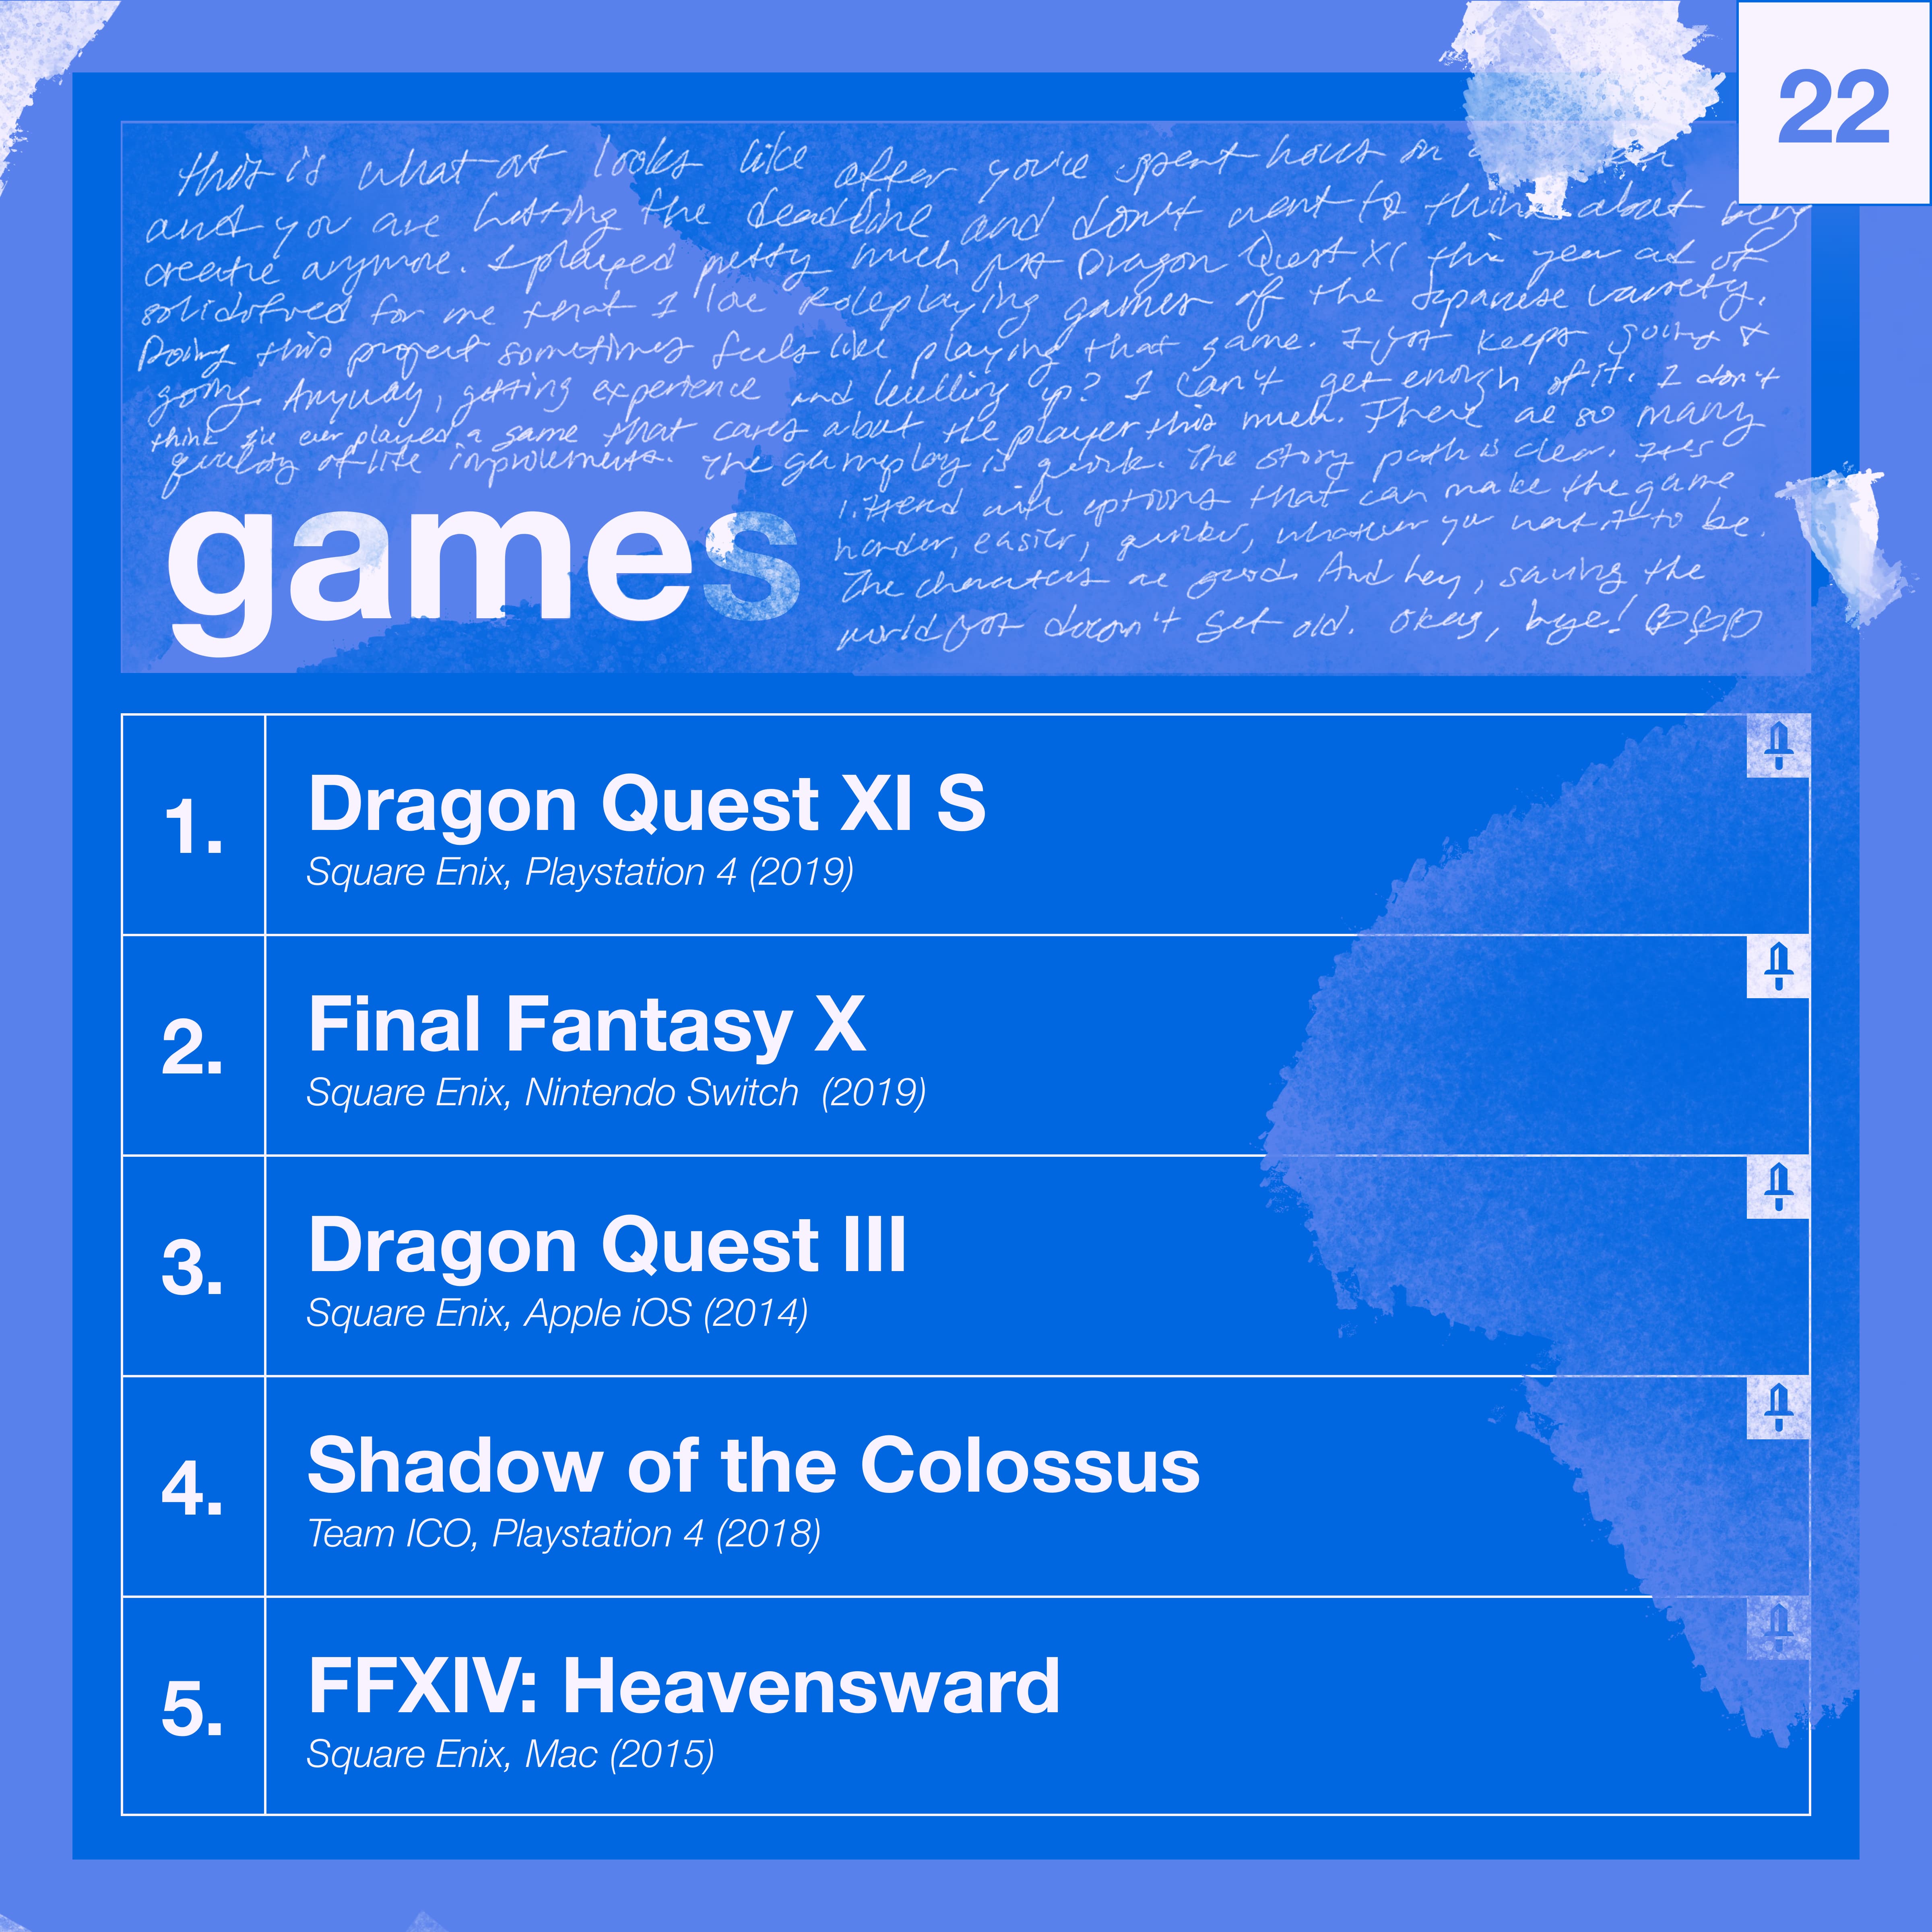 22
this is what it looks like after you've spent hours on
and you are hitting the deadline and don't want to think about being
creative anymore. I played pretty much just Dragon Quest XI this year and it
solidified for me that I love Roleplaying games of the Japanese variety.
Doing this project sometimes feels like playing that game. It just keeps going &
going. Anyway, getting experience and levelling up? I can't get enough of it. I don't
think I've ever played a game that cares about the player this much. There are so many
quality of life improvements. The gameplay is quick. The story path is clear. It's
littered with options that can make the game
harder, easier, quicker, whatever you want it to be.
The characters are good. And hey, saving the
world just doesn't get old. Okay, bye!
games
1.
Dragon Quest XI S
Square Enix, Playstation 4 (2019)
2.
Final Fantasy X
Square Enix, Nintendo Switch (2019)
3.
Dragon Quest III
Square Enix, Apple iOS (2014)
4.
Shadow of the Colossus
Team ICO, Playstation 4 (2018)
5.
FFXIV: Heavensward
Square Enix, Mac (2015)